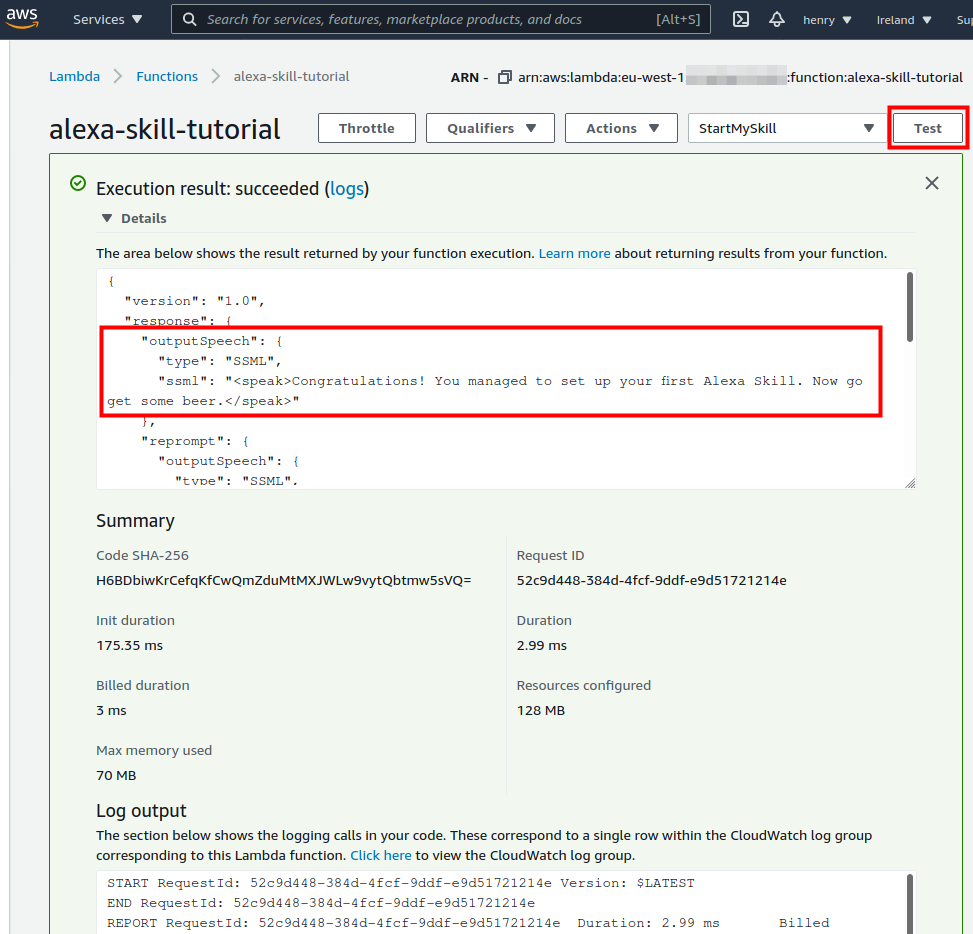 aws Services Search for services, features, marketplace products, and docs [Alt+S] henry Ireland
Lambda Functions alexa-skill-tutorial ARN - arn:aws:lambda:eu-west-1 :function:alexa-skill-tutorial
alexa-skill-tutorial Throttle Qualifiers Actions StartMySkill Test
Execution result: succeeded (logs)
Details
The area below shows the result returned by your function execution. Learn more about returning results from your function.
{
"version": "1.0",
"response": {
"outputSpeech": {
"type": "SSML",
"ssml": "<speak>Congratulations! You managed to set up your first Alexa Skill. Now go
get some beer.</speak>"
},
"reprompt": {
"outputSpeech": {
"type": "SSML",
Summary
Code SHA-256
H6BDbiwKrCefqKfCwQmZduMtMXJWLw9vytQbtmw5sVQ=
Request ID
52c9d448-384d-4fcf-9ddf-e9d51721214e
Init duration
175.35 ms
Duration
2.99 ms
Billed duration
3 ms
Resources configured
128 MB
Max memory used
70 MB
Log output
The section below shows the logging calls in your code. These correspond to a single row within the CloudWatch log group
corresponding to this Lambda function. Click here to view the CloudWatch log group.
START RequestId: 52c9d448-384d-4fcf-9ddf-e9d51721214e Version: $LATEST
END RequestId: 52c9d448-384d-4fcf-9ddf-e9d51721214e
REPORT RequestId: 52c9d448-384d-4fcf-9ddf-e9d51721214e Duration: 2.99 ms Billed